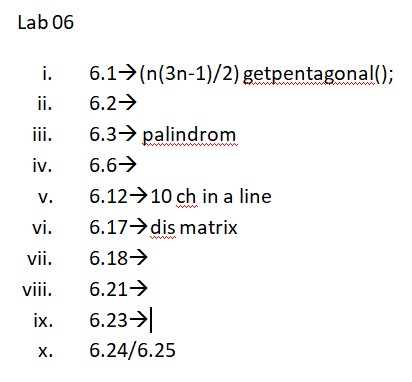 Lab 06
i. 6.1→(n(3n-1)/2) getpentagonal();
ii. 6.2→
iii. 6.3→ palindrom
iv. 6.6→
v. 6.12→10 ch in a line
vi. 6.17→dis matrix
vii. 6.18→
viii. 6.21→
ix. 6.23→
x. 6.24/6.25